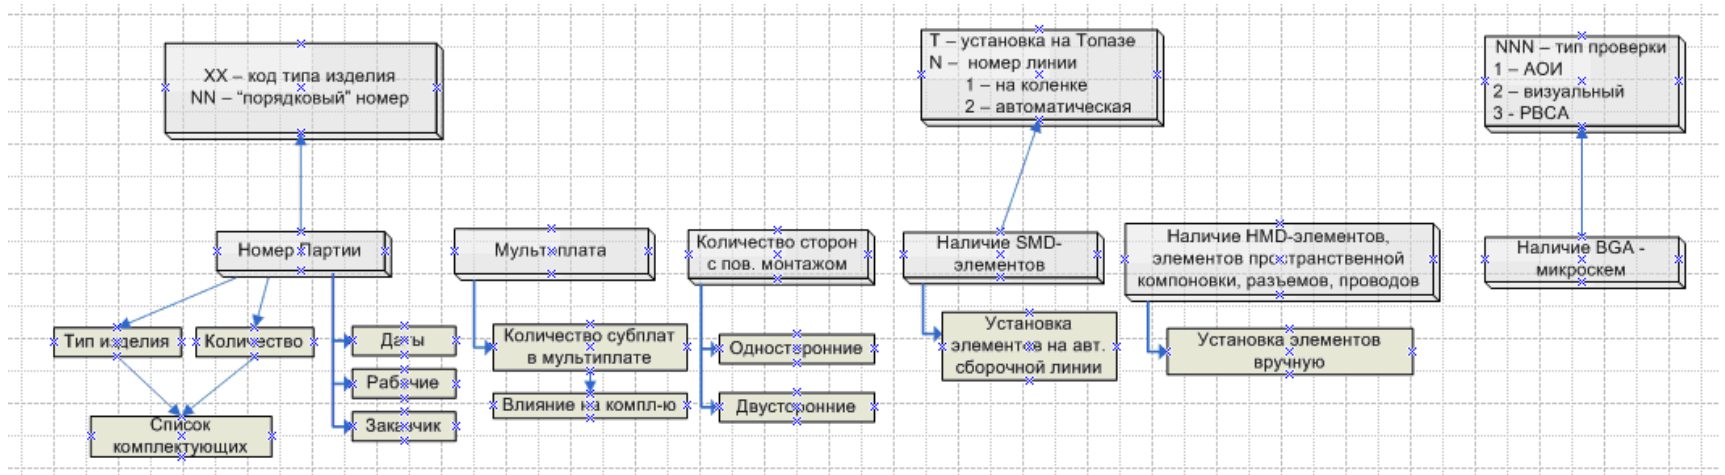 XX – код типа изделия
NN – “порядковый” номер
T – установка на Топазе
N – номер линии
1 – на коленке
2 – автоматическая
NNN – тип проверки
1 – АОИ
2 – визуальный
3 - РВСА
Номер Партии
Мультиплата
Количество сторон
с пов. монтажом
Наличие SMD-
элементов
Наличие HMD-элементов,
элементов пространственной
компоновки, разъемов, проводов
Наличие BGA -
микроскем
Тип изделия
Количество
Даты
Рабочие
Заказчик
Список
комплектующих
Количество субплат
в мультиплате
Влияние на компл-ю
Односторонние
Двусторонние
Установка
элементов на авт.
сборочной линии
Установка элементов
вручную